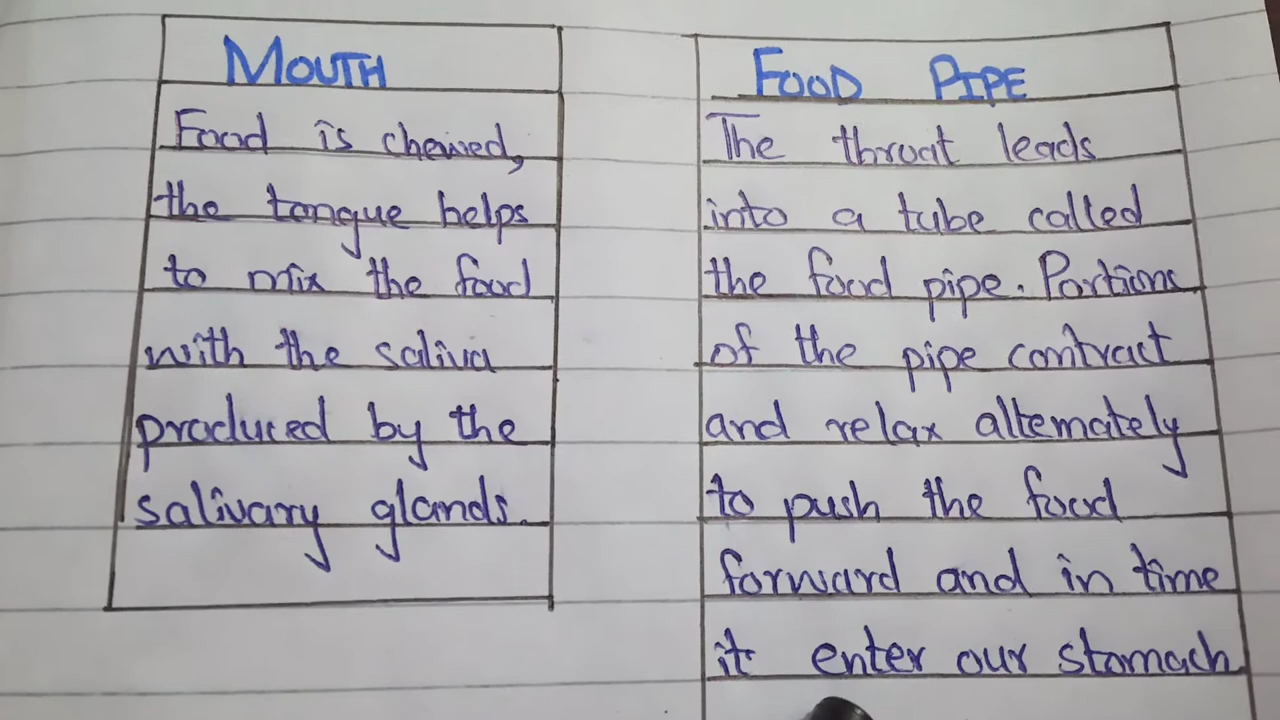 MOUTH
Food is chewed,
the tongue helps
to mix the food
with the saliva
produced by the
salivary glands.
FOOD PIPE
The throat leads
into a tube called
the food pipe. Portions
of the pipe contract
and relax alternately
to push the food
forward and in time
it enter our stomach